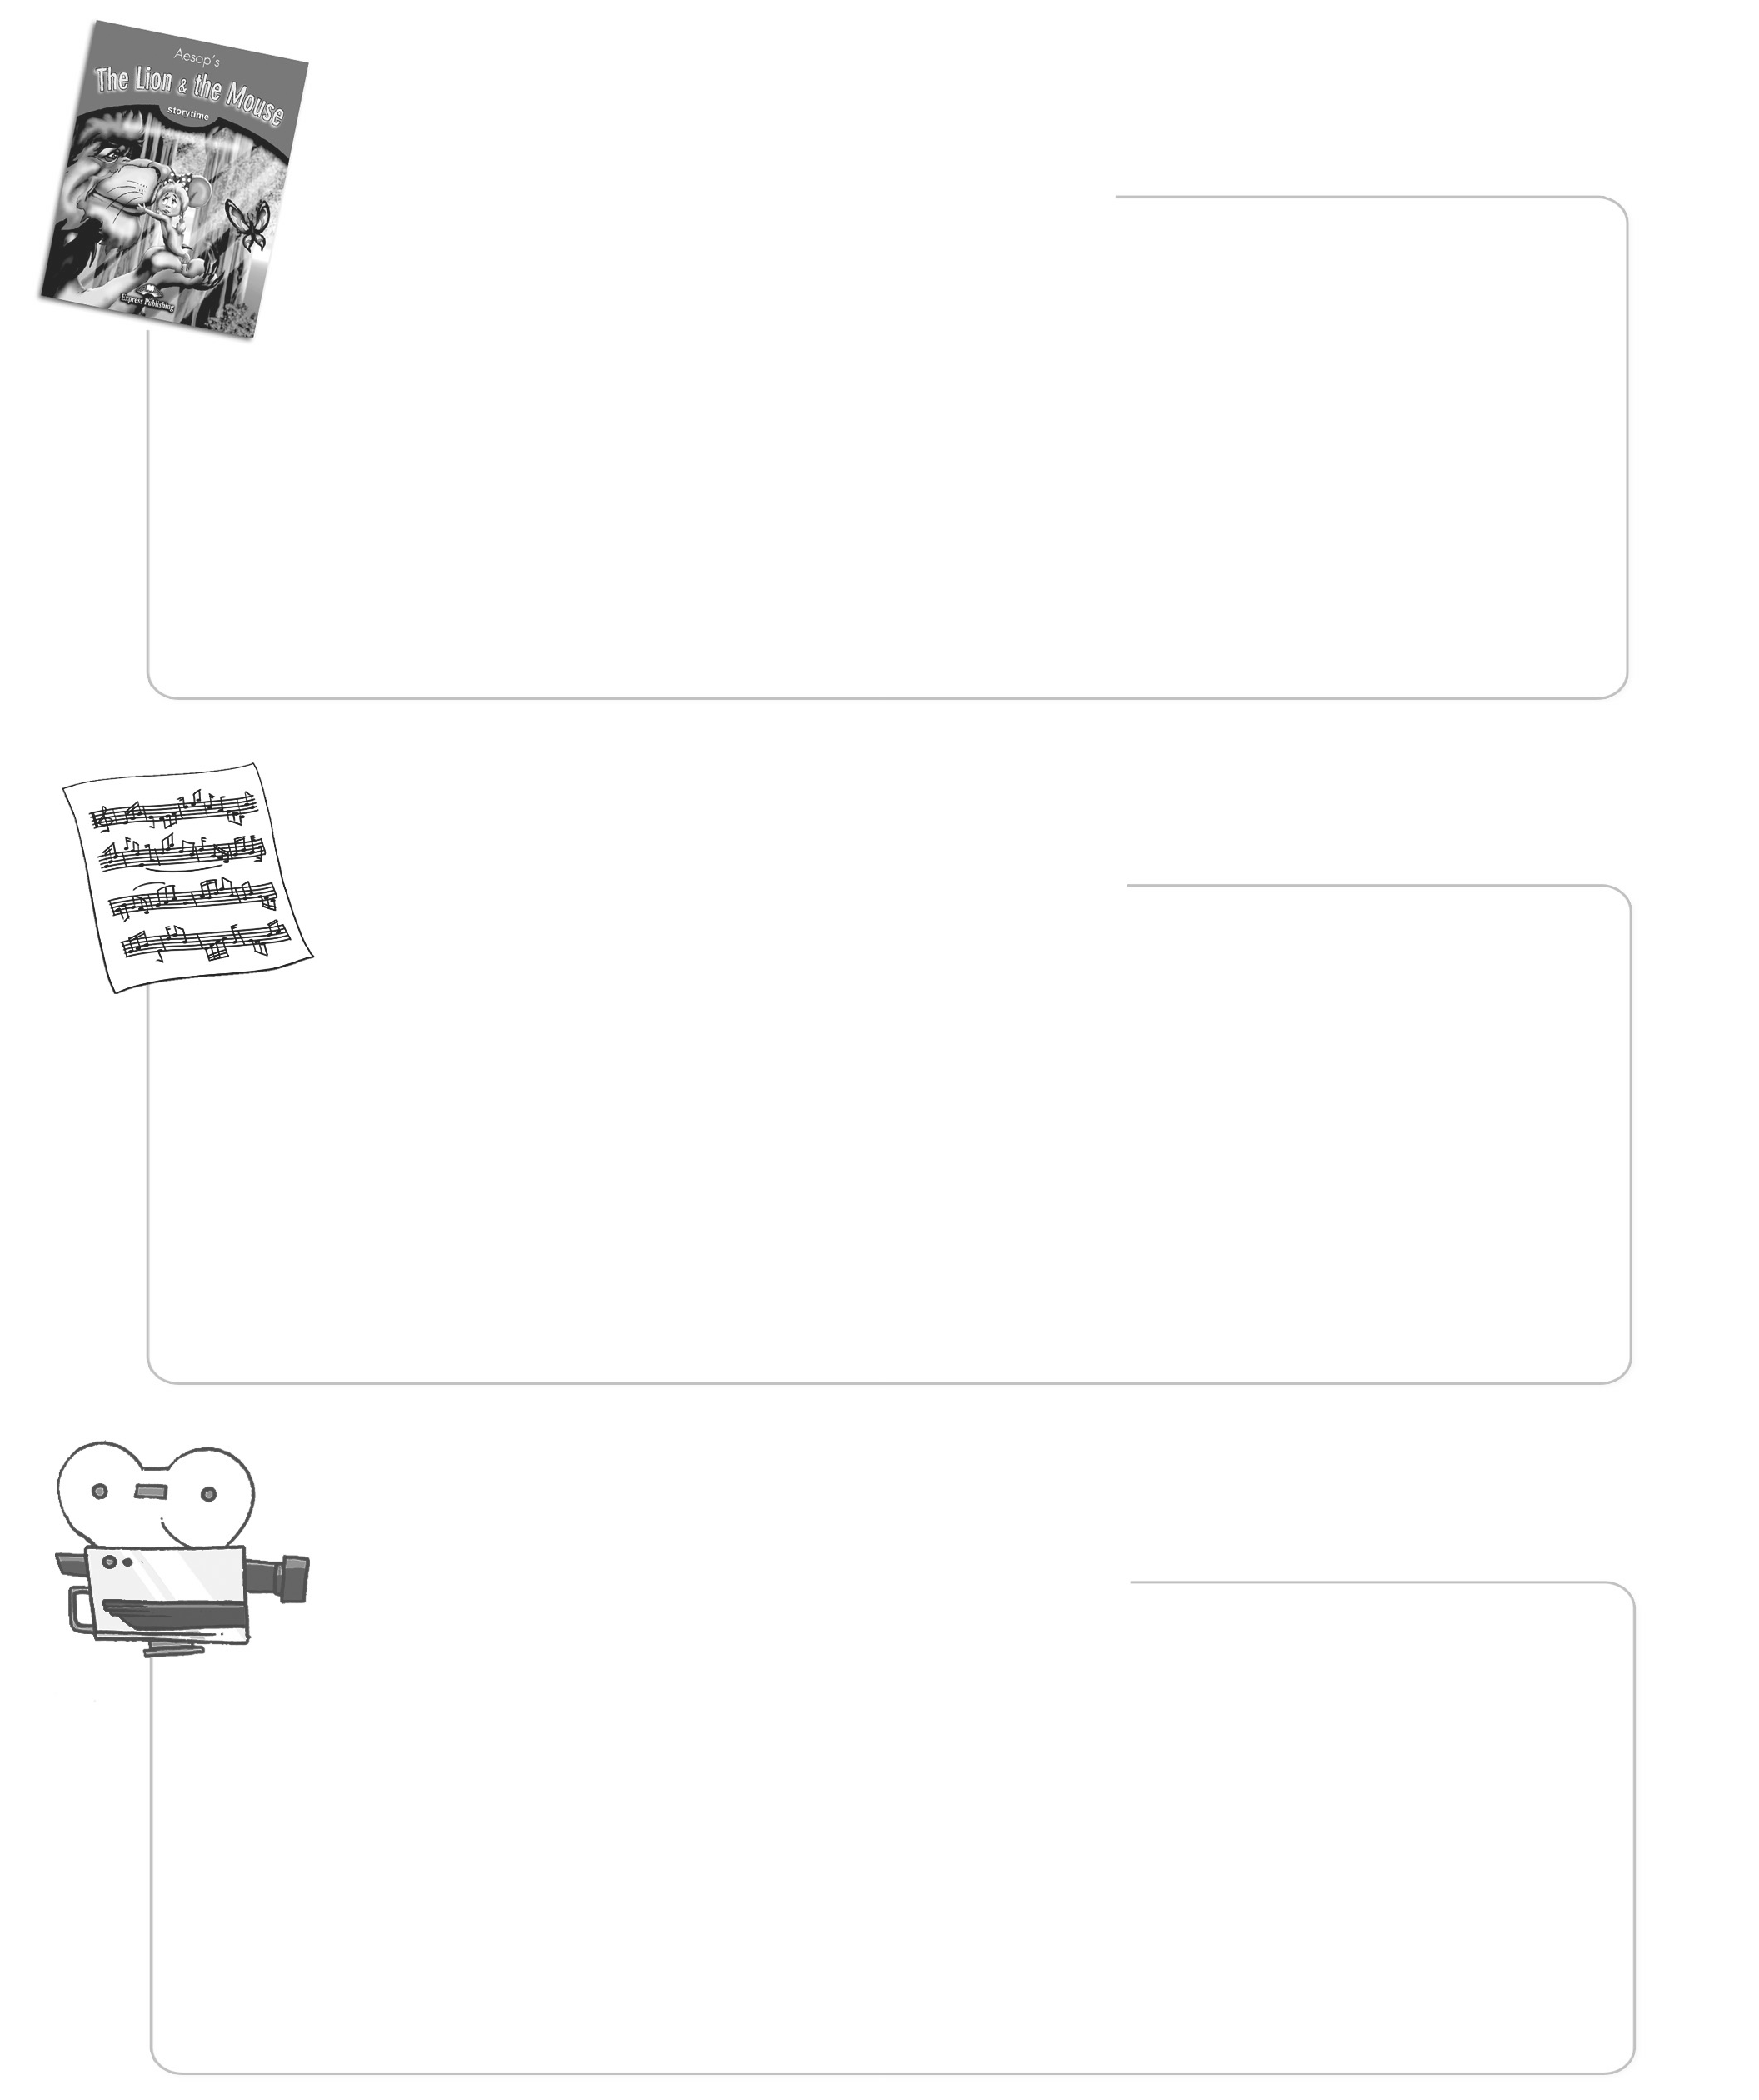 Aesop's
The Lion & the Mouse
storytime
Express Publishing